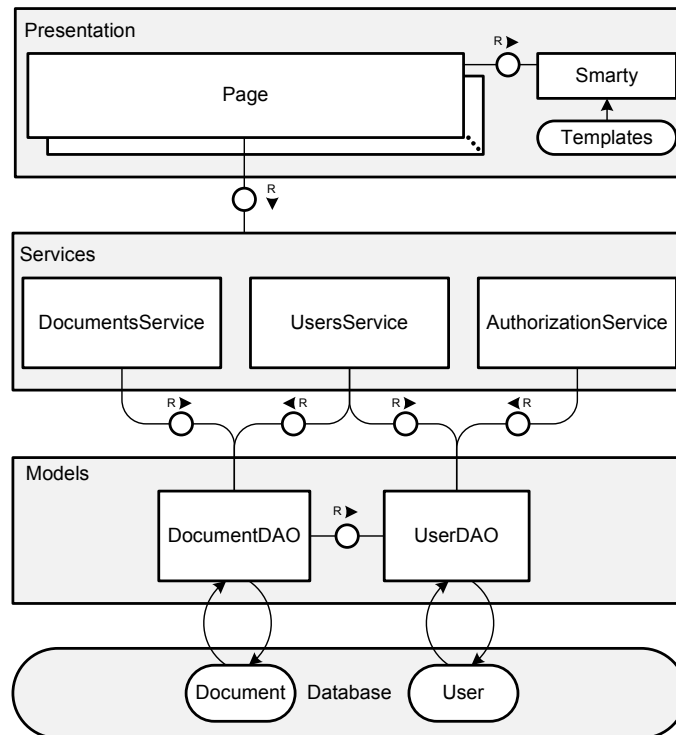 Presentation
R
Page
Smarty
Templates
R
Services
DocumentsService
UsersService
AuthorizationService
R
R
R
R
Models
R
DocumentDAO
UserDAO
Document
Database
User